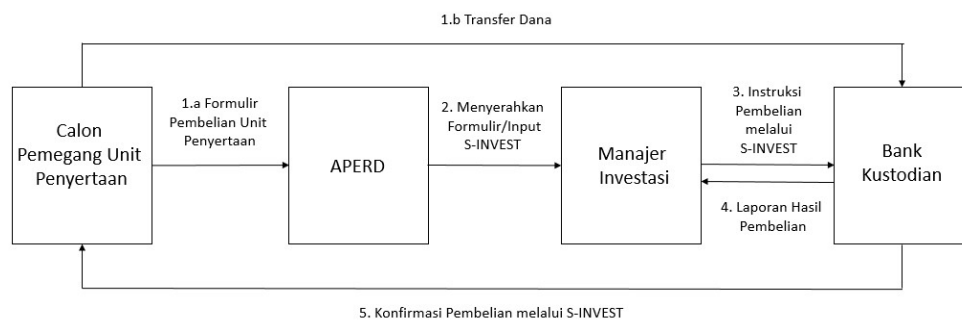 1.b Transfer Dana
Calon
Pemegang Unit
Penyertaan
1.a Formulir
Pembelian Unit
Penyertaan
APERD
2. Menyerahkan
Formulir/Input
S-INVEST
Manajer
Investasi
3. Instruksi
Pembelian
melalui
S-INVEST
4. Laporan Hasil
Pembelian
Bank
Kustodian
5. Konfirmasi Pembelian melalui S-INVEST